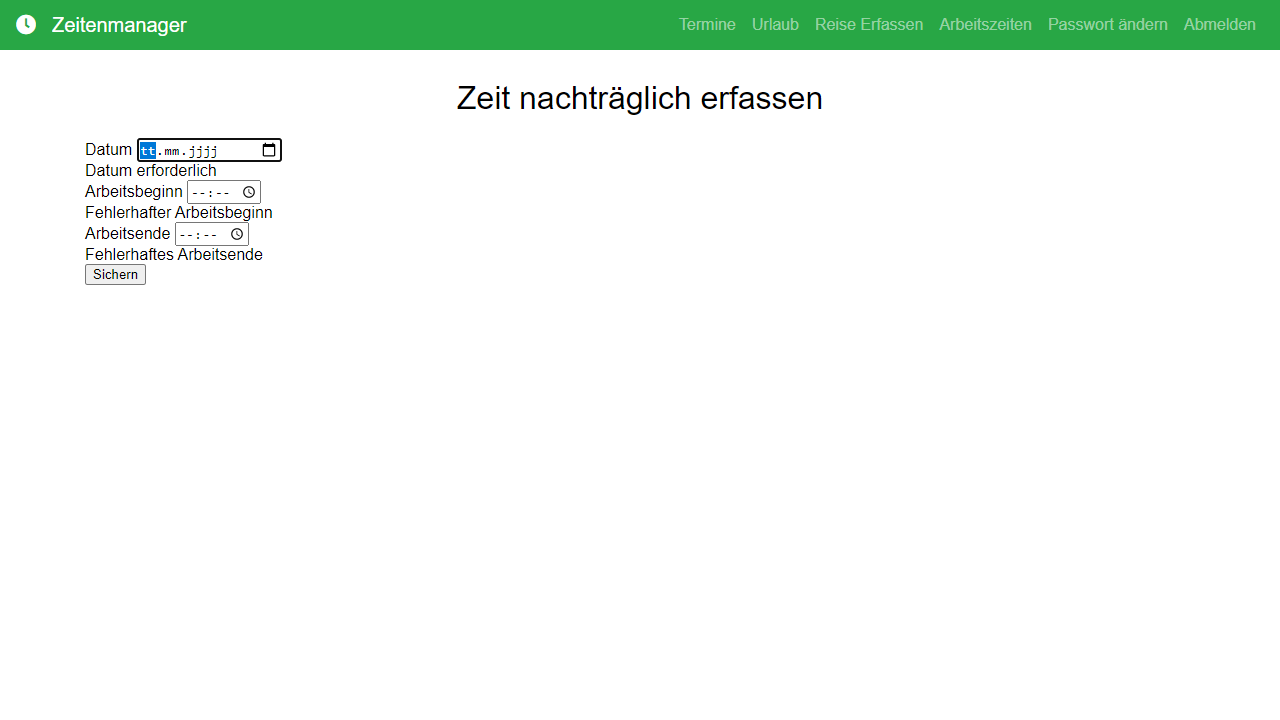 Zeitenmanager Termine Urlaub Reise Erfassen Arbeitszeiten Passwort ändern Abmelden
Zeit nachträglich erfassen
Datum tt.mm.jjjj
Datum erforderlich
Arbeitsbeginn --:--
Fehlerhafter Arbeitsbeginn
Arbeitsende --:--
Fehlerhaftes Arbeitsende
Sichern